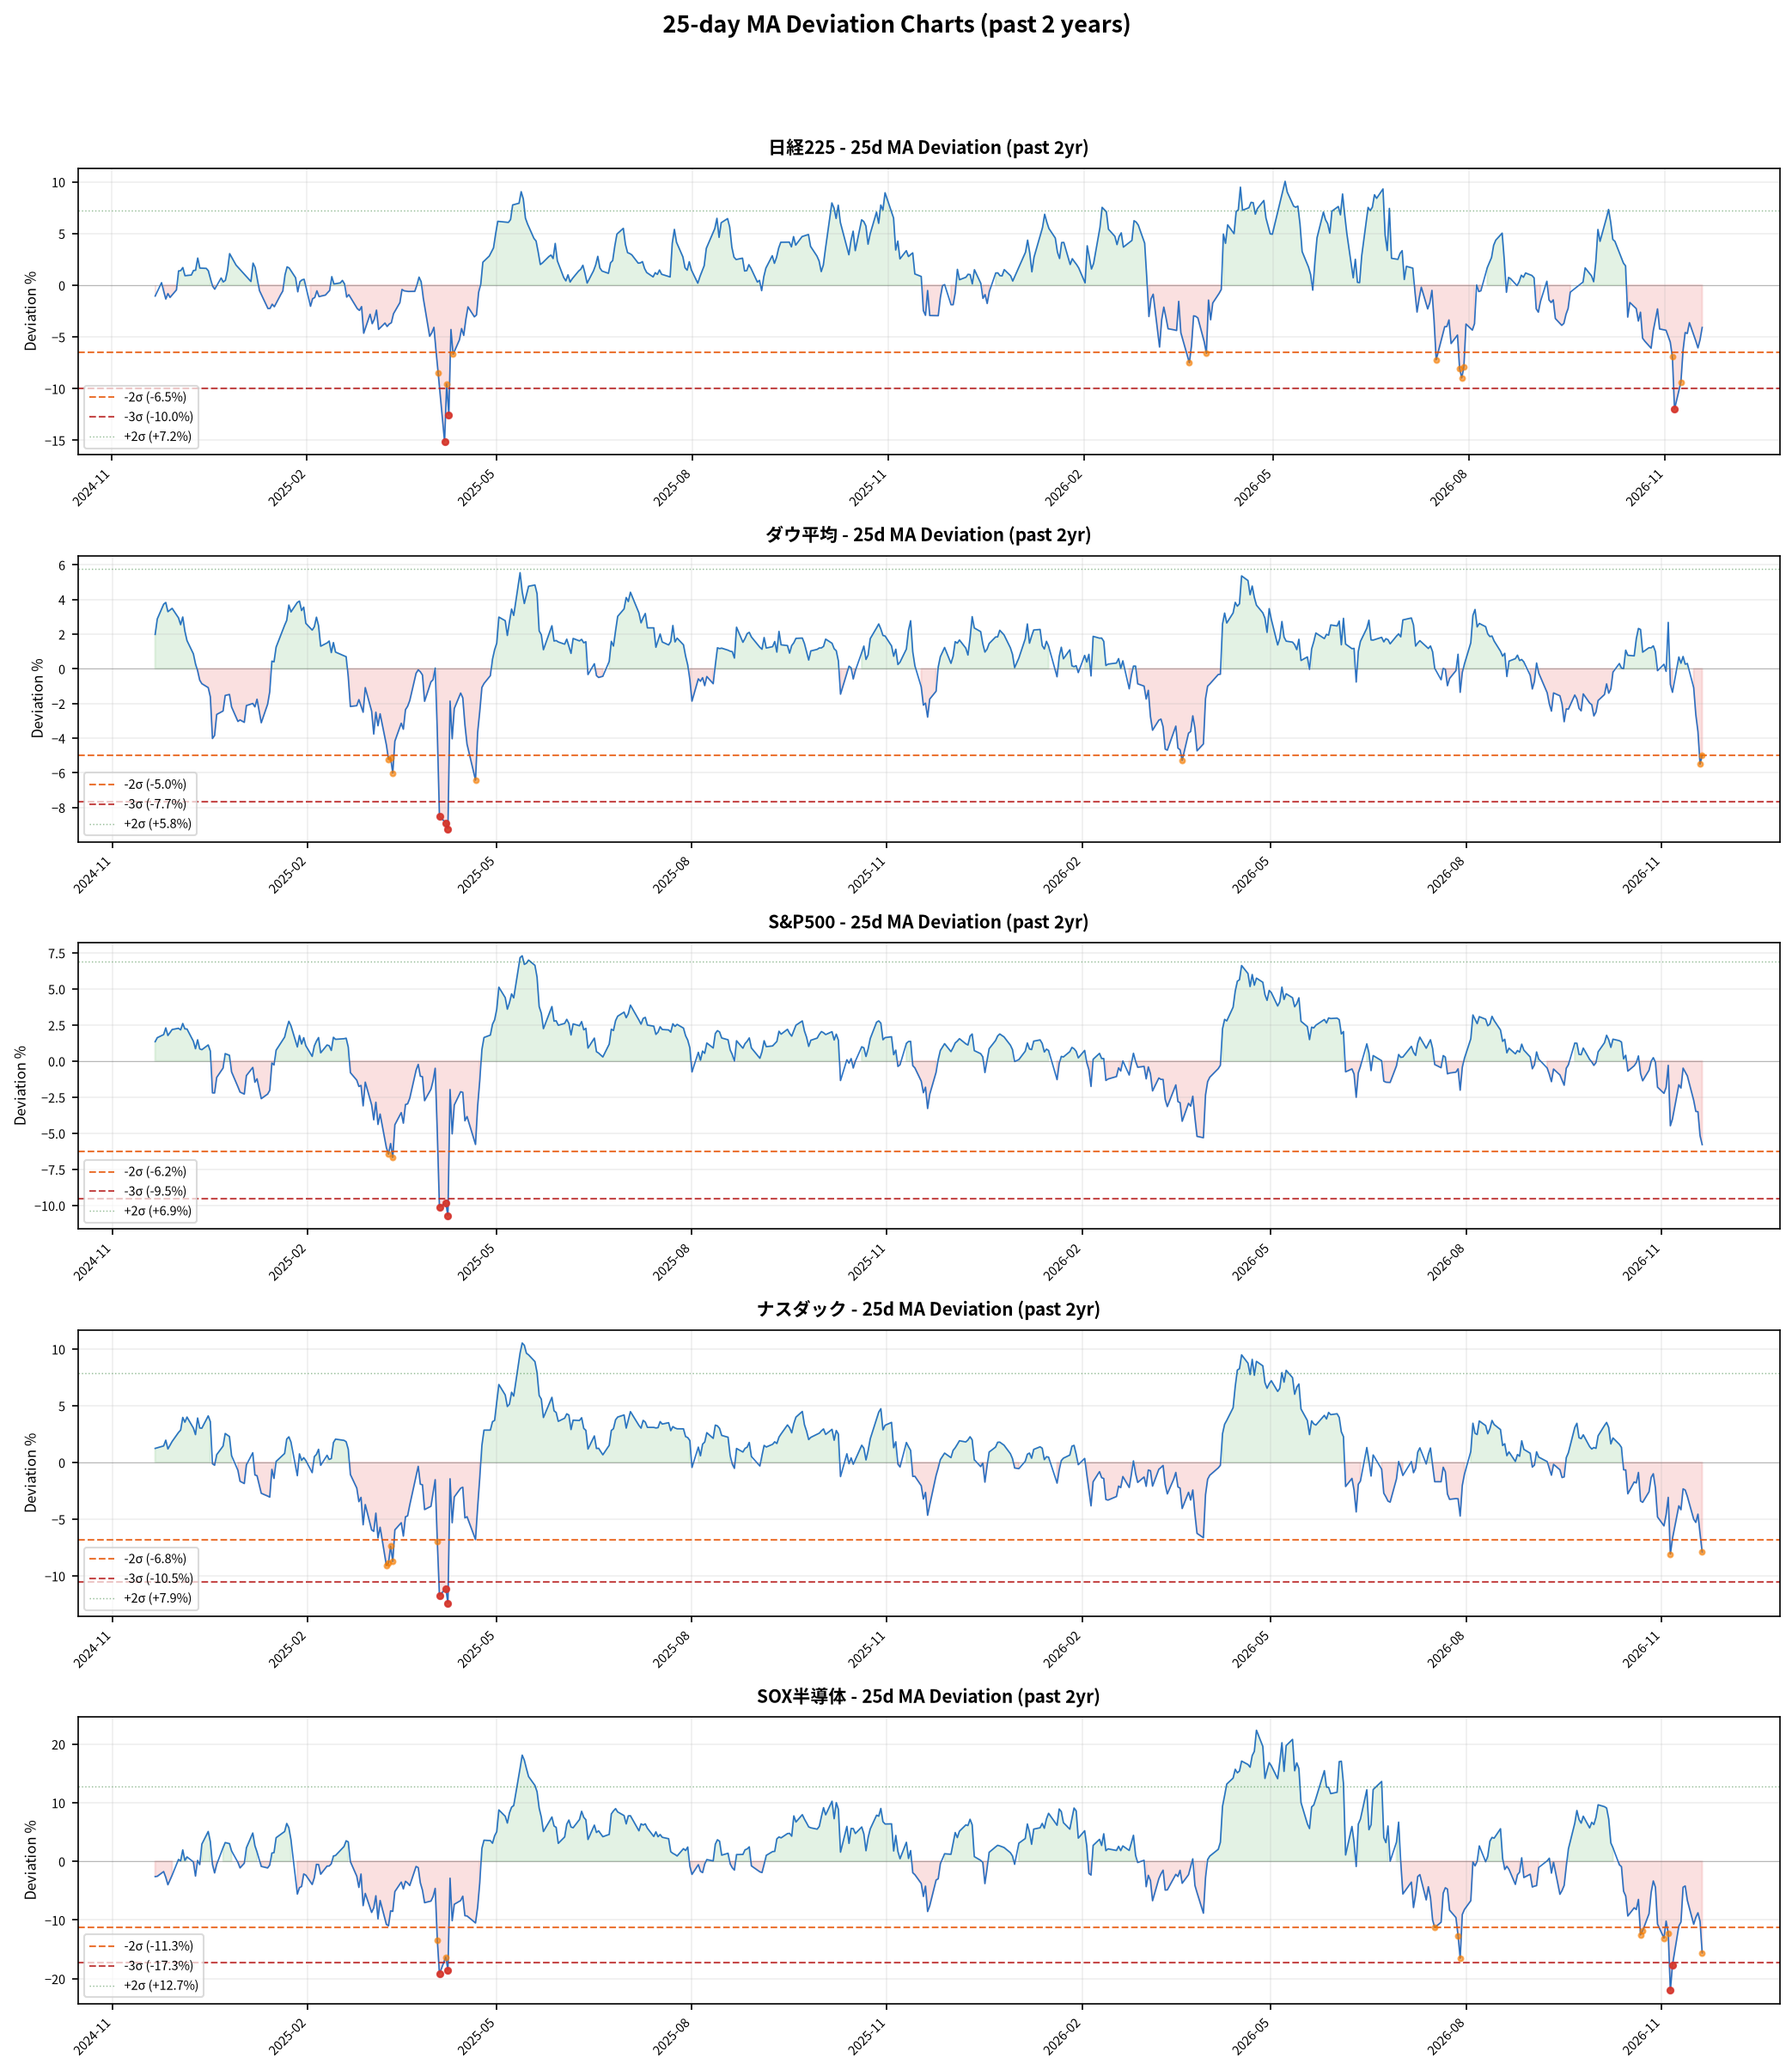 25-day MA Deviation Charts (past 2 years)
日経225 - 25d MA Deviation (past 2yr)
Deviation %
10
5
0
−5
−10
−15
-2σ (-6.5%)
-3σ (-10.0%)
+2σ (+7.2%)
2024-11
2025-02
2025-05
2025-08
2025-11
2026-02
2026-05
2026-08
2026-11
ダウ平均 - 25d MA Deviation (past 2yr)
Deviation %
6
4
2
0
−2
−4
−6
−8
-2σ (-5.0%)
-3σ (-7.7%)
+2σ (+5.8%)
2024-11
2025-02
2025-05
2025-08
2025-11
2026-02
2026-05
2026-08
2026-11
S&P500 - 25d MA Deviation (past 2yr)
Deviation %
7.5
5.0
2.5
0.0
−2.5
−5.0
−7.5
−10.0
-2σ (-6.2%)
-3σ (-9.5%)
+2σ (+6.9%)
2024-11
2025-02
2025-05
2025-08
2025-11
2026-02
2026-05
2026-08
2026-11
ナスダック - 25d MA Deviation (past 2yr)
Deviation %
10
5
0
−5
−10
-2σ (-6.8%)
-3σ (-10.5%)
+2σ (+7.9%)
2024-11
2025-02
2025-05
2025-08
2025-11
2026-02
2026-05
2026-08
2026-11
SOX半導体 - 25d MA Deviation (past 2yr)
Deviation %
20
10
0
−10
−20
-2σ (-11.3%)
-3σ (-17.3%)
+2σ (+12.7%)
2024-11
2025-02
2025-05
2025-08
2025-11
2026-02
2026-05
2026-08
2026-11